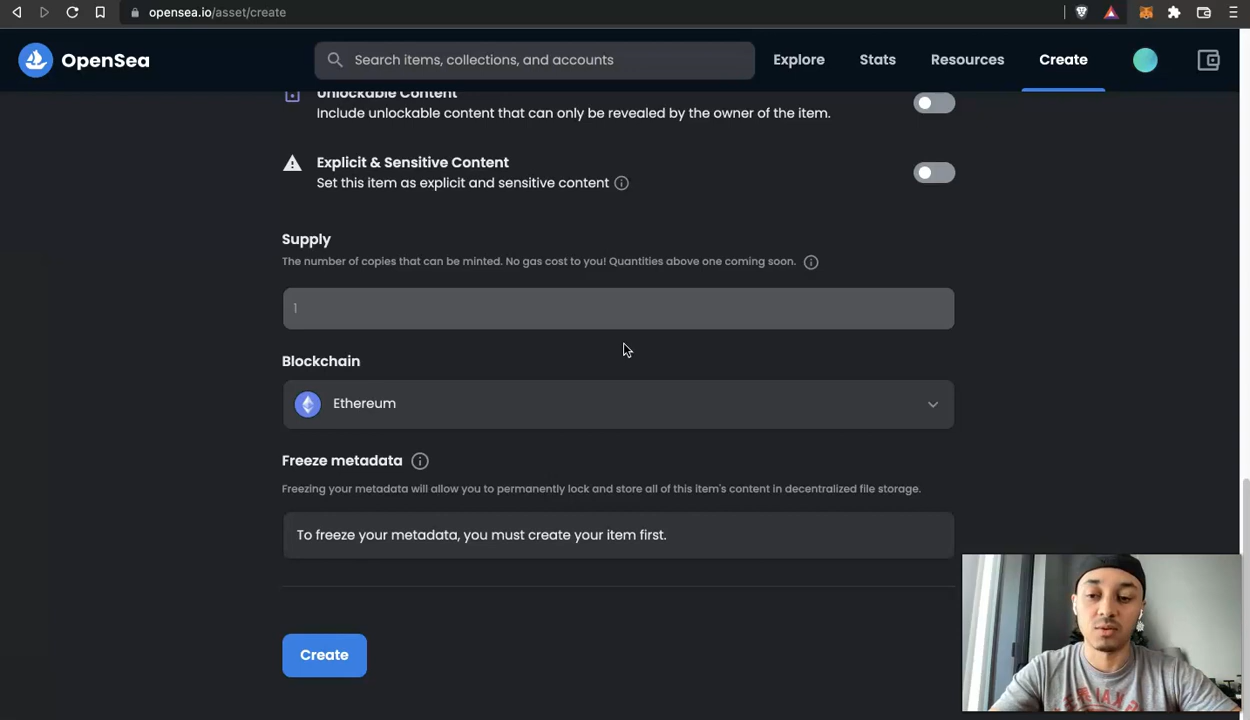 opensea.io/asset/create
OpenSea
Search items, collections, and accounts
Explore
Stats
Resources
Create
Unlockable Content
Include unlockable content that can only be revealed by the owner of the item.
Explicit & Sensitive Content
Set this item as explicit and sensitive content
Supply
The number of copies that can be minted. No gas cost to you! Quantities above one coming soon.
1
Blockchain
Ethereum
Freeze metadata
Freezing your metadata will allow you to permanently lock and store all of this item's content in decentralized file storage.
To freeze your metadata, you must create your item first.
Create